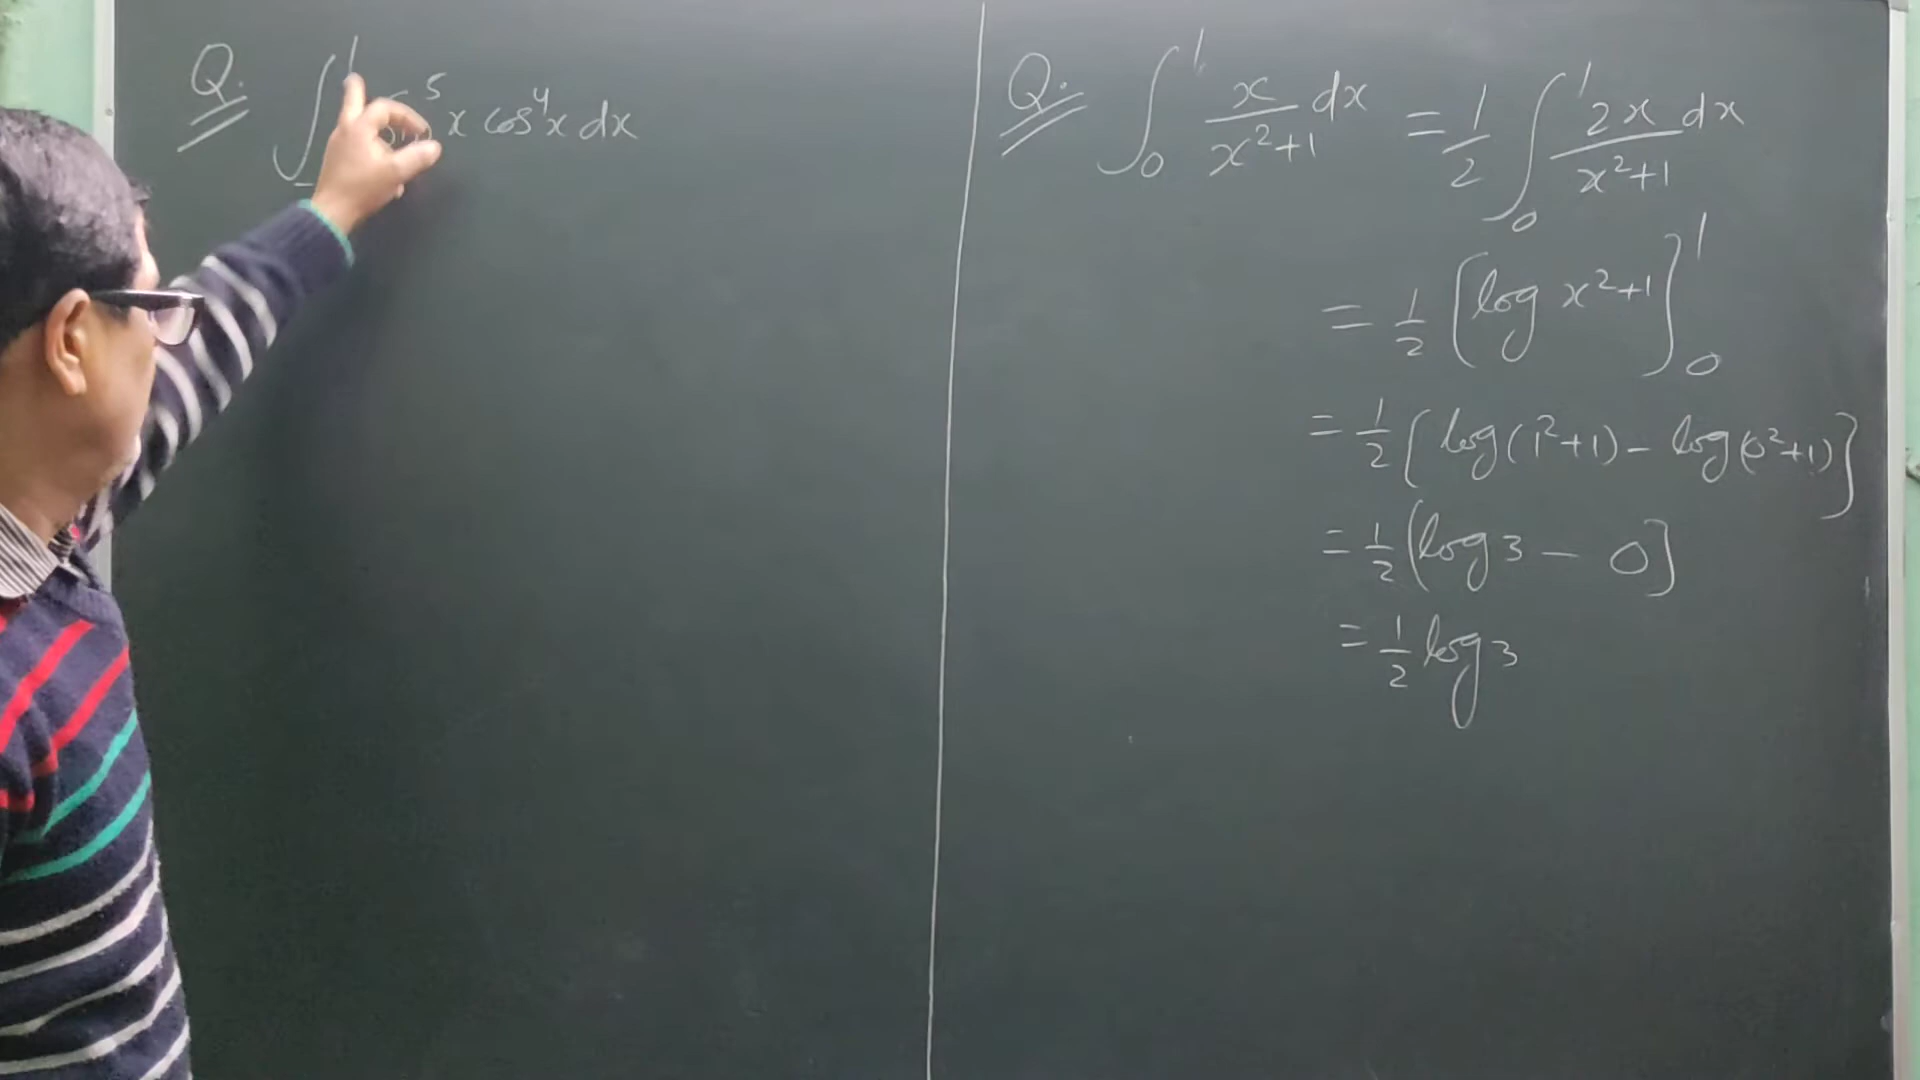 Q. ∫ ¹ sin⁵x cos⁴x dx
Q. ∫₀¹ x/(x²+1) dx = 1/2 ∫₀¹ 2x/(x²+1) dx
= 1/2 [log x²+1]₀¹
= 1/2 [log(1²+1) - log(0²+1)]
= 1/2 [log 3 - 0]
= 1/2 log 3